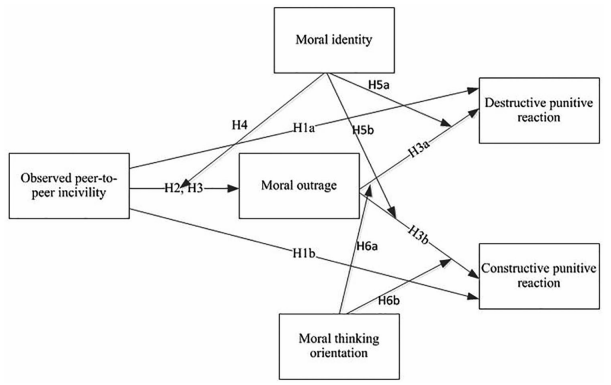 Moral identity
H5a
Destructive punitive
reaction
H4
H1a
H5b
H3a
Observed peer-to-
peer incivility
H2, H3
Moral outrage
H3b
H6a
H1b
Constructive punitive
reaction
H6b
Moral thinking
orientation